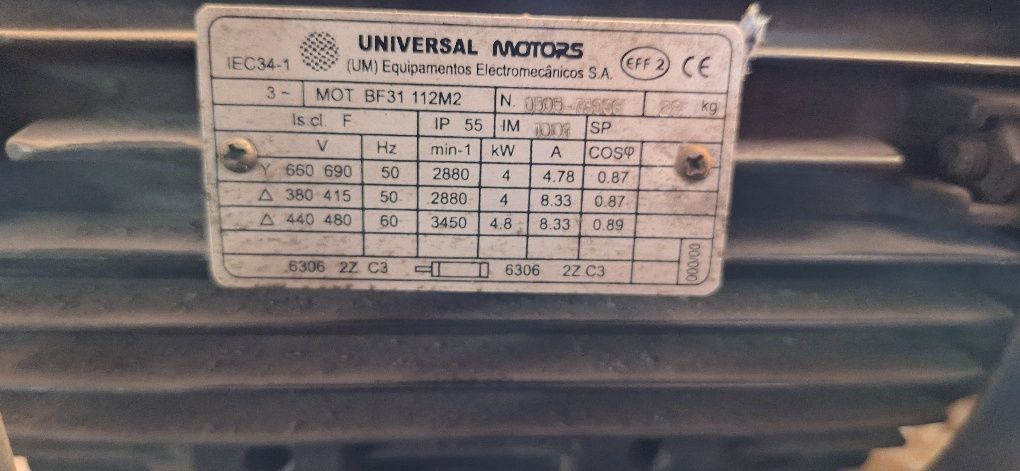 UNIVERSAL MOTORS
IEC34-1 (UM) Equipamentos Electromecânicos S.A. EFF 2 CE
3 ~ MOT BF31 112M2 N. kg
Is.cl. F IP 55 IM 1001 SP
V Hz min-1 kW A COSφ
Y 660 690 50 2880 4 4.78 0.87
△ 380 415 50 2880 4 8.33 0.87
△ 440 480 60 3450 4.8 8.33 0.89
6306 2Z C3 6306 2Z C3
000/00